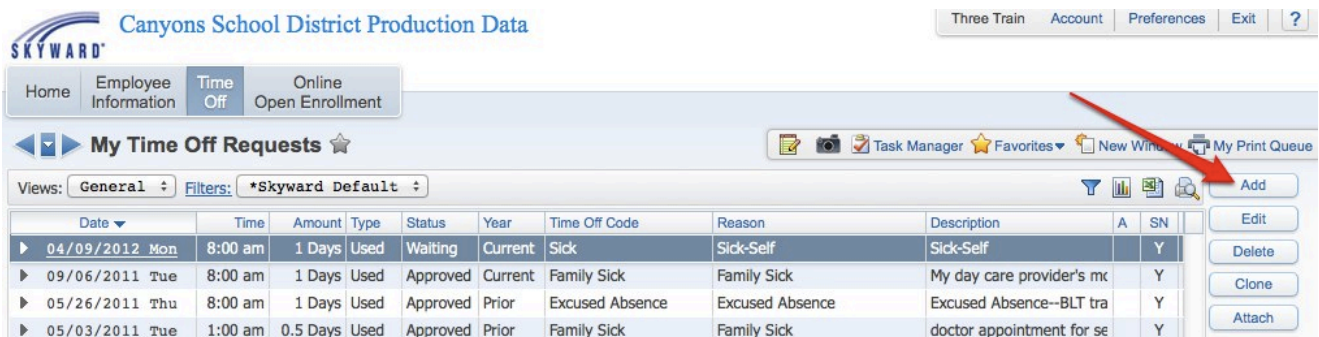 Canyons School District Production Data
Three Train Account Preferences Exit ?
SKYWARD
Home Employee Information Time Off Online Open Enrollment
My Time Off Requests
Task Manager Favorites New Window My Print Queue
Views: General Filters: *Skyward Default
Add
Date Time Amount Type Status Year Time Off Code Reason Description A SN
Edit
04/09/2012 Mon 8:00 am 1 Days Used Waiting Current Sick Sick-Self Sick-Self Y
Delete
09/06/2011 Tue 8:00 am 1 Days Used Approved Current Family Sick Family Sick My day care provider's mc Y
Clone
05/26/2011 Thu 8:00 am 1 Days Used Approved Prior Excused Absence Excused Absence Excused Absence--BLT tra Y
Attach
05/03/2011 Tue 1:00 am 0.5 Days Used Approved Prior Family Sick Family Sick doctor appointment for se Y